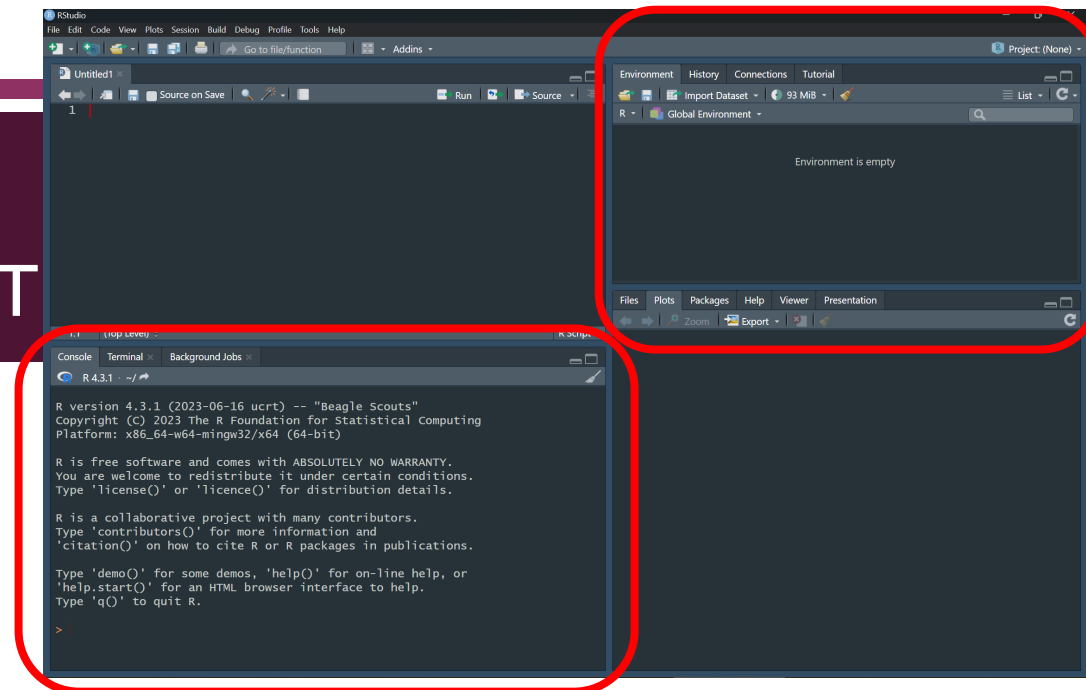 RStudio
File Edit Code View Plots Session Build Debug Profile Tools Help
Go to file/function Addins
Project: (None)
Untitled1
Source on Save Run Source
1
1:1 (Top Level) R Script
Console Terminal Background Jobs
R 4.3.1 · ~/
R version 4.3.1 (2023-06-16 ucrt) -- "Beagle Scouts"
Copyright (C) 2023 The R Foundation for Statistical Computing
Platform: x86_64-w64-mingw32/x64 (64-bit)
R is free software and comes with ABSOLUTELY NO WARRANTY.
You are welcome to redistribute it under certain conditions.
Type 'license()' or 'licence()' for distribution details.
R is a collaborative project with many contributors.
Type 'contributors()' for more information and
'citation()' on how to cite R or R packages in publications.
Type 'demo()' for some demos, 'help()' for on-line help, or
'help.start()' for an HTML browser interface to help.
Type 'q()' to quit R.
>
Environment History Connections Tutorial
Import Dataset 93 MiB List
R Global Environment
Environment is empty
Files Plots Packages Help Viewer Presentation
Zoom Export
T